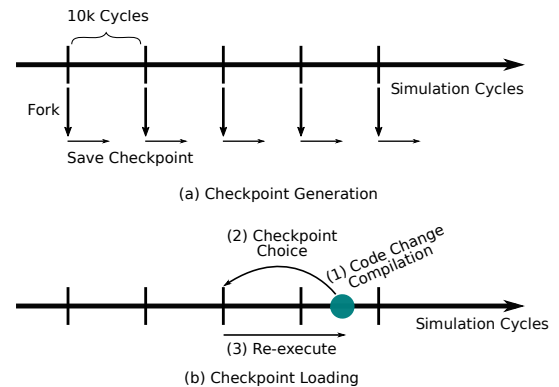 10k Cycles
Simulation Cycles
Fork
Save Checkpoint
(a) Checkpoint Generation
(2) Checkpoint
Choice
(1) Code Change
Compilation
Simulation Cycles
(3) Re-execute
(b) Checkpoint Loading